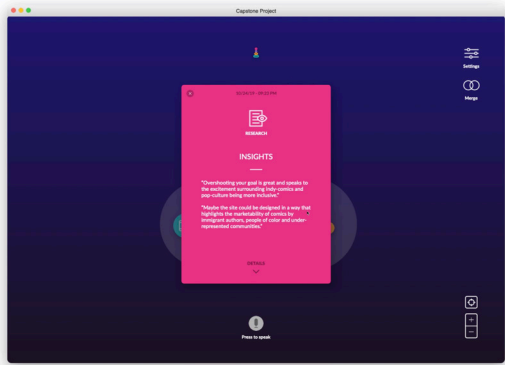 Capstone Project
Settings
Merge
RESEARCH
INSIGHTS
"Overshooting your goal is great and speaks to
the excitement surrounding indy-comics and
pop-culture being more inclusive."
"Maybe the site could be designed in a way that
highlights the marketability of comics by
immigrant authors, people of color and under-
represented communities."
DETAILS
Press to speak